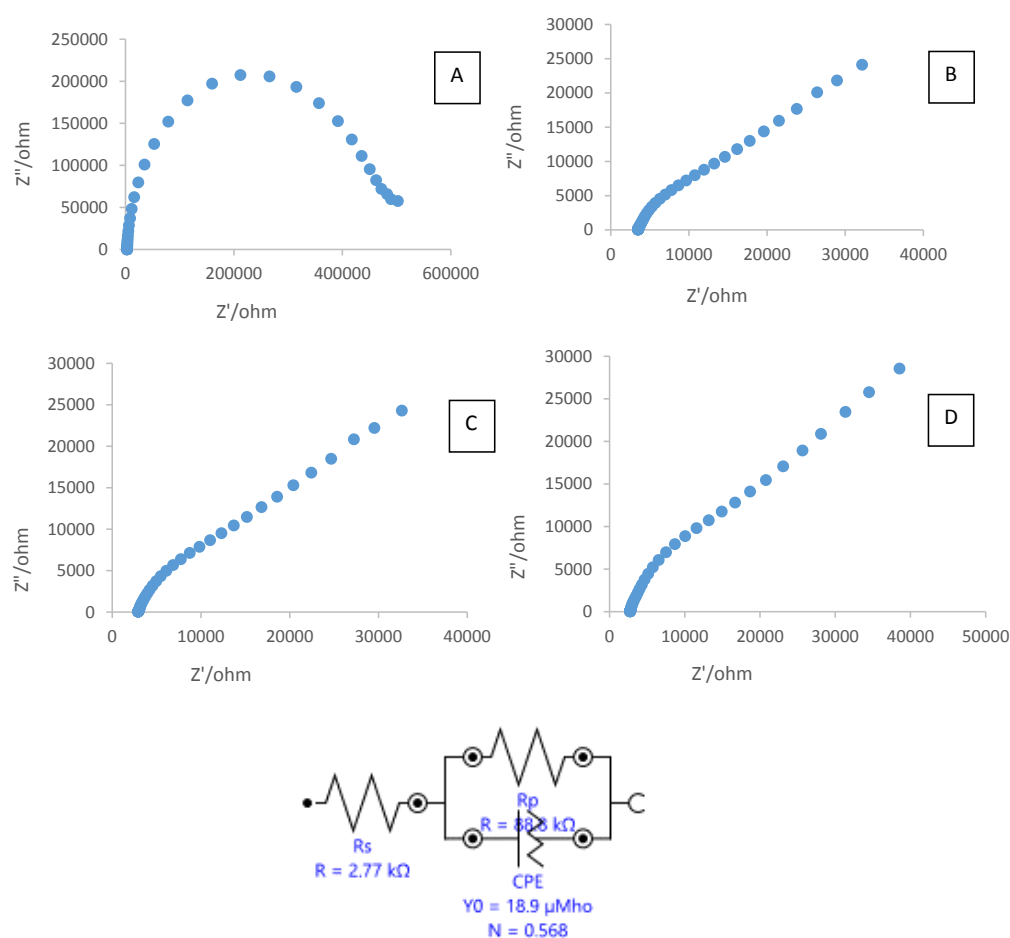 250000
200000
150000
100000
50000
0
0 200000 400000 600000
Z''/ohm
Z'/ohm
A
30000
25000
20000
15000
10000
5000
0
0 10000 20000 30000 40000
Z''/ohm
Z'/ohm
B
30000
25000
20000
15000
10000
5000
0
0 10000 20000 30000 40000
Z''/ohm
Z'/ohm
C
30000
25000
20000
15000
10000
5000
0
0 10000 20000 30000 40000 50000
Z''/ohm
Z'/ohm
D
Rp
R = 88.8 kΩ
Rs
R = 2.77 kΩ
CPE
Y0 = 18.9 µMho
N = 0.568